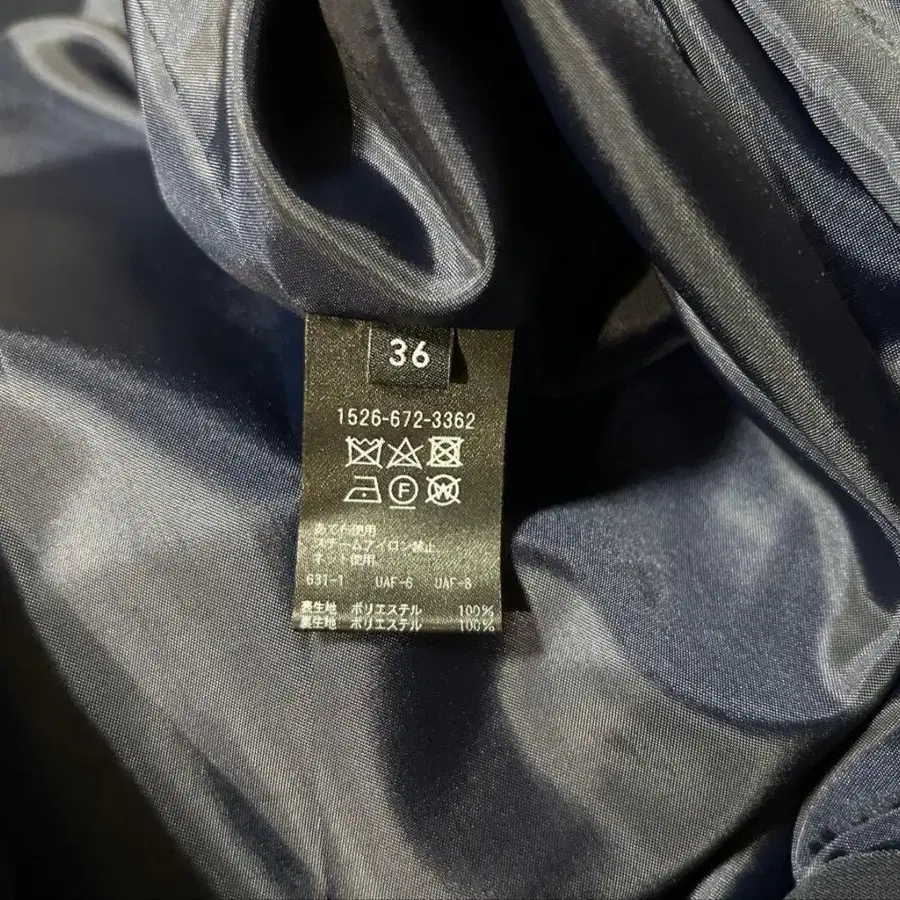 36
1526-672-3362
F W
あて布使用
スチームアイロン禁止
ネット使用
631-1 UAF-6 UAF-8
表生地 ポリエステル 100%
裏生地 ポリエステル 100%